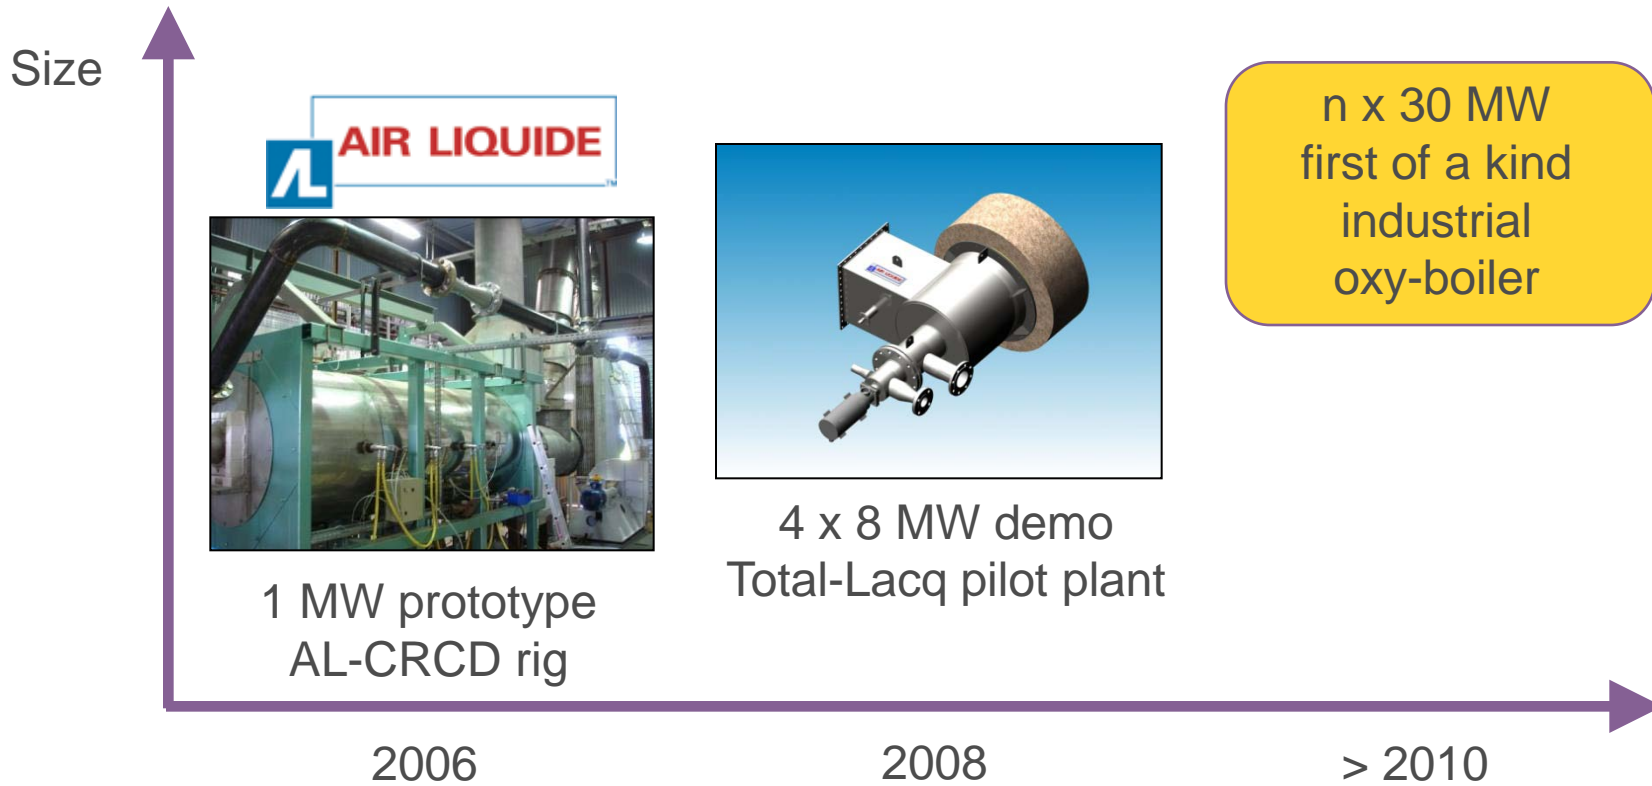 Size
AIR LIQUIDE
TM
n x 30 MW
first of a kind
industrial
oxy-boiler
4 x 8 MW demo
Total-Lacq pilot plant
1 MW prototype
AL-CRCD rig
2006
2008
> 2010